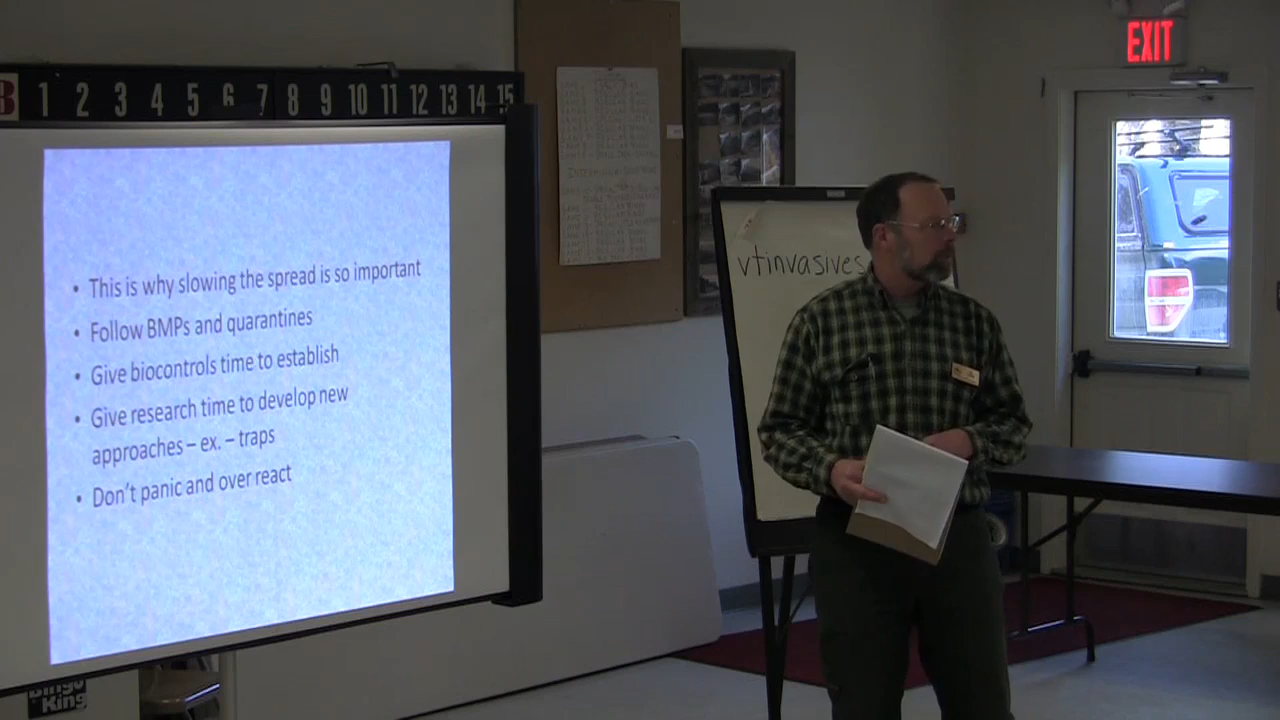 B 1 2 3 4 5 6 7 8 9 10 11 12 13 14 15
• This is why slowing the spread is so important
• Follow BMPs and quarantines
• Give biocontrols time to establish
• Give research time to develop new
approaches – ex. – traps
• Don't panic and over react
vtinvasives
EXIT
Bingo
King